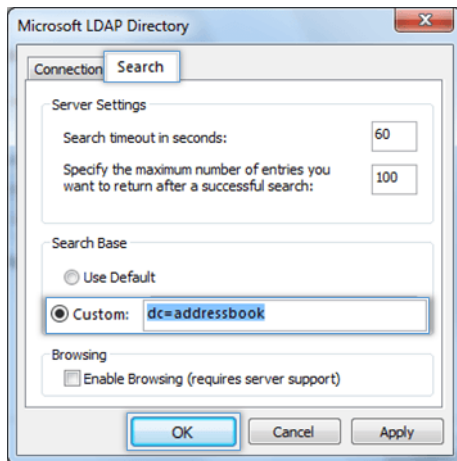 Microsoft LDAP Directory
Connection Search
Server Settings
Search timeout in seconds: 60
Specify the maximum number of entries you
want to return after a successful search: 100
Search Base
Use Default
Custom: dc=addressbook
Browsing
Enable Browsing (requires server support)
OK Cancel Apply